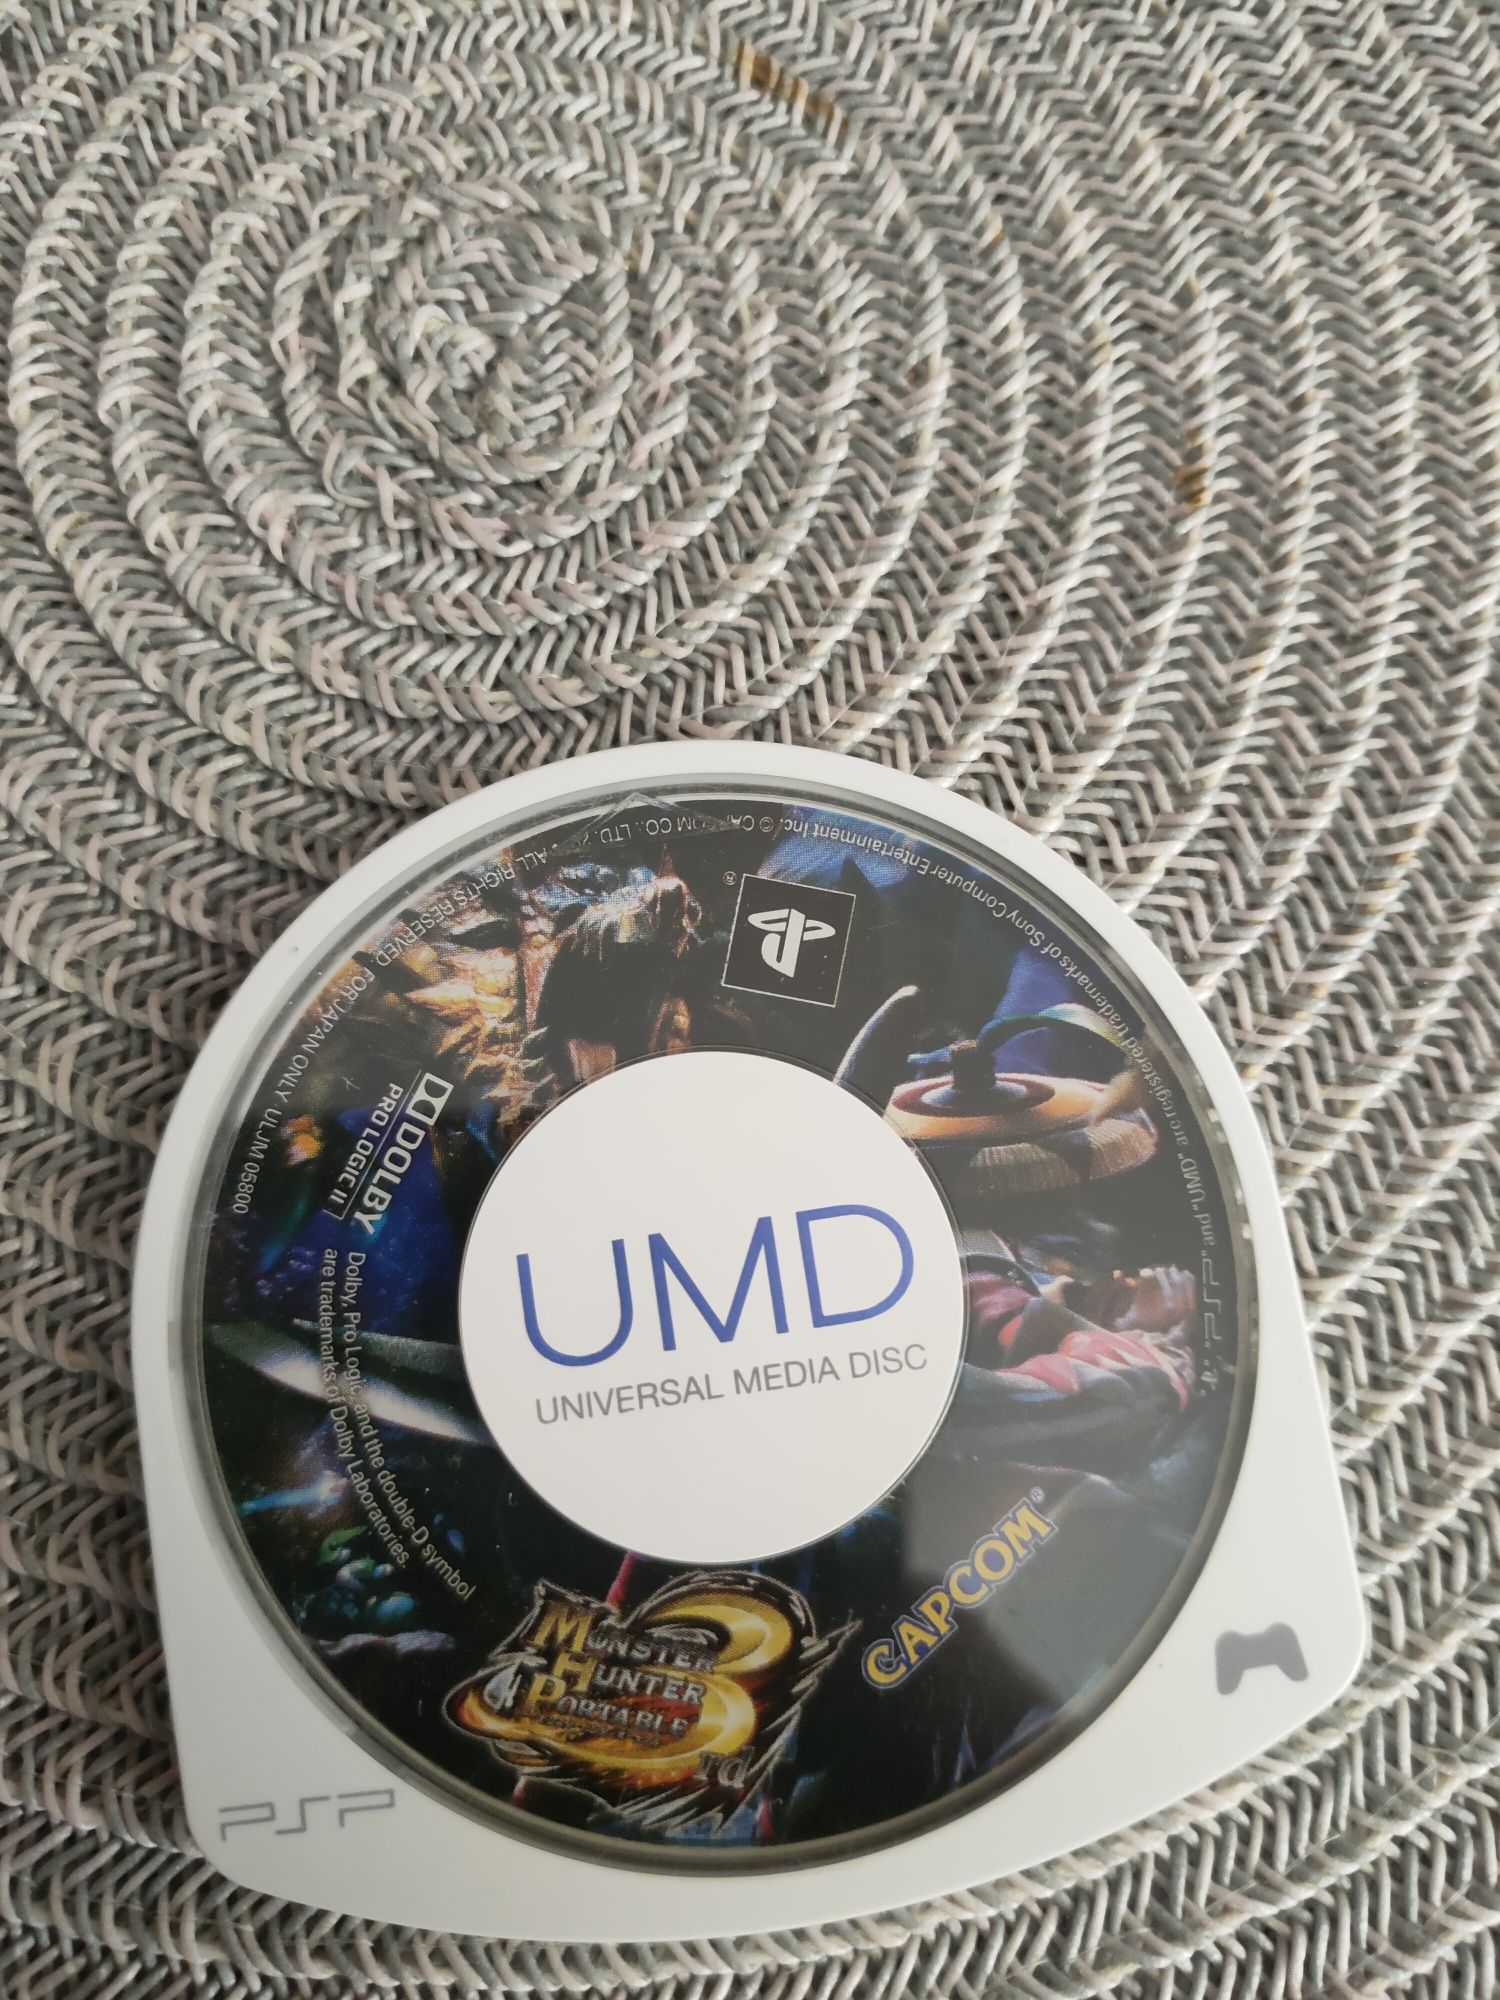 © CAPCOM CO., LTD. ALL RIGHTS RESERVED. FOR JAPAN ONLY ULJM 05800
and "UMD" are registered trademarks of Sony Computer Entertainment Inc.
®
DOLBY
PRO LOGIC II
Dolby, Pro Logic, and the double-D symbol
are trademarks of Dolby Laboratories.
UMD
UNIVERSAL MEDIA DISC
CAPCOM®
MONSTER
HUNTER
PORTABLE
3rd
PSP